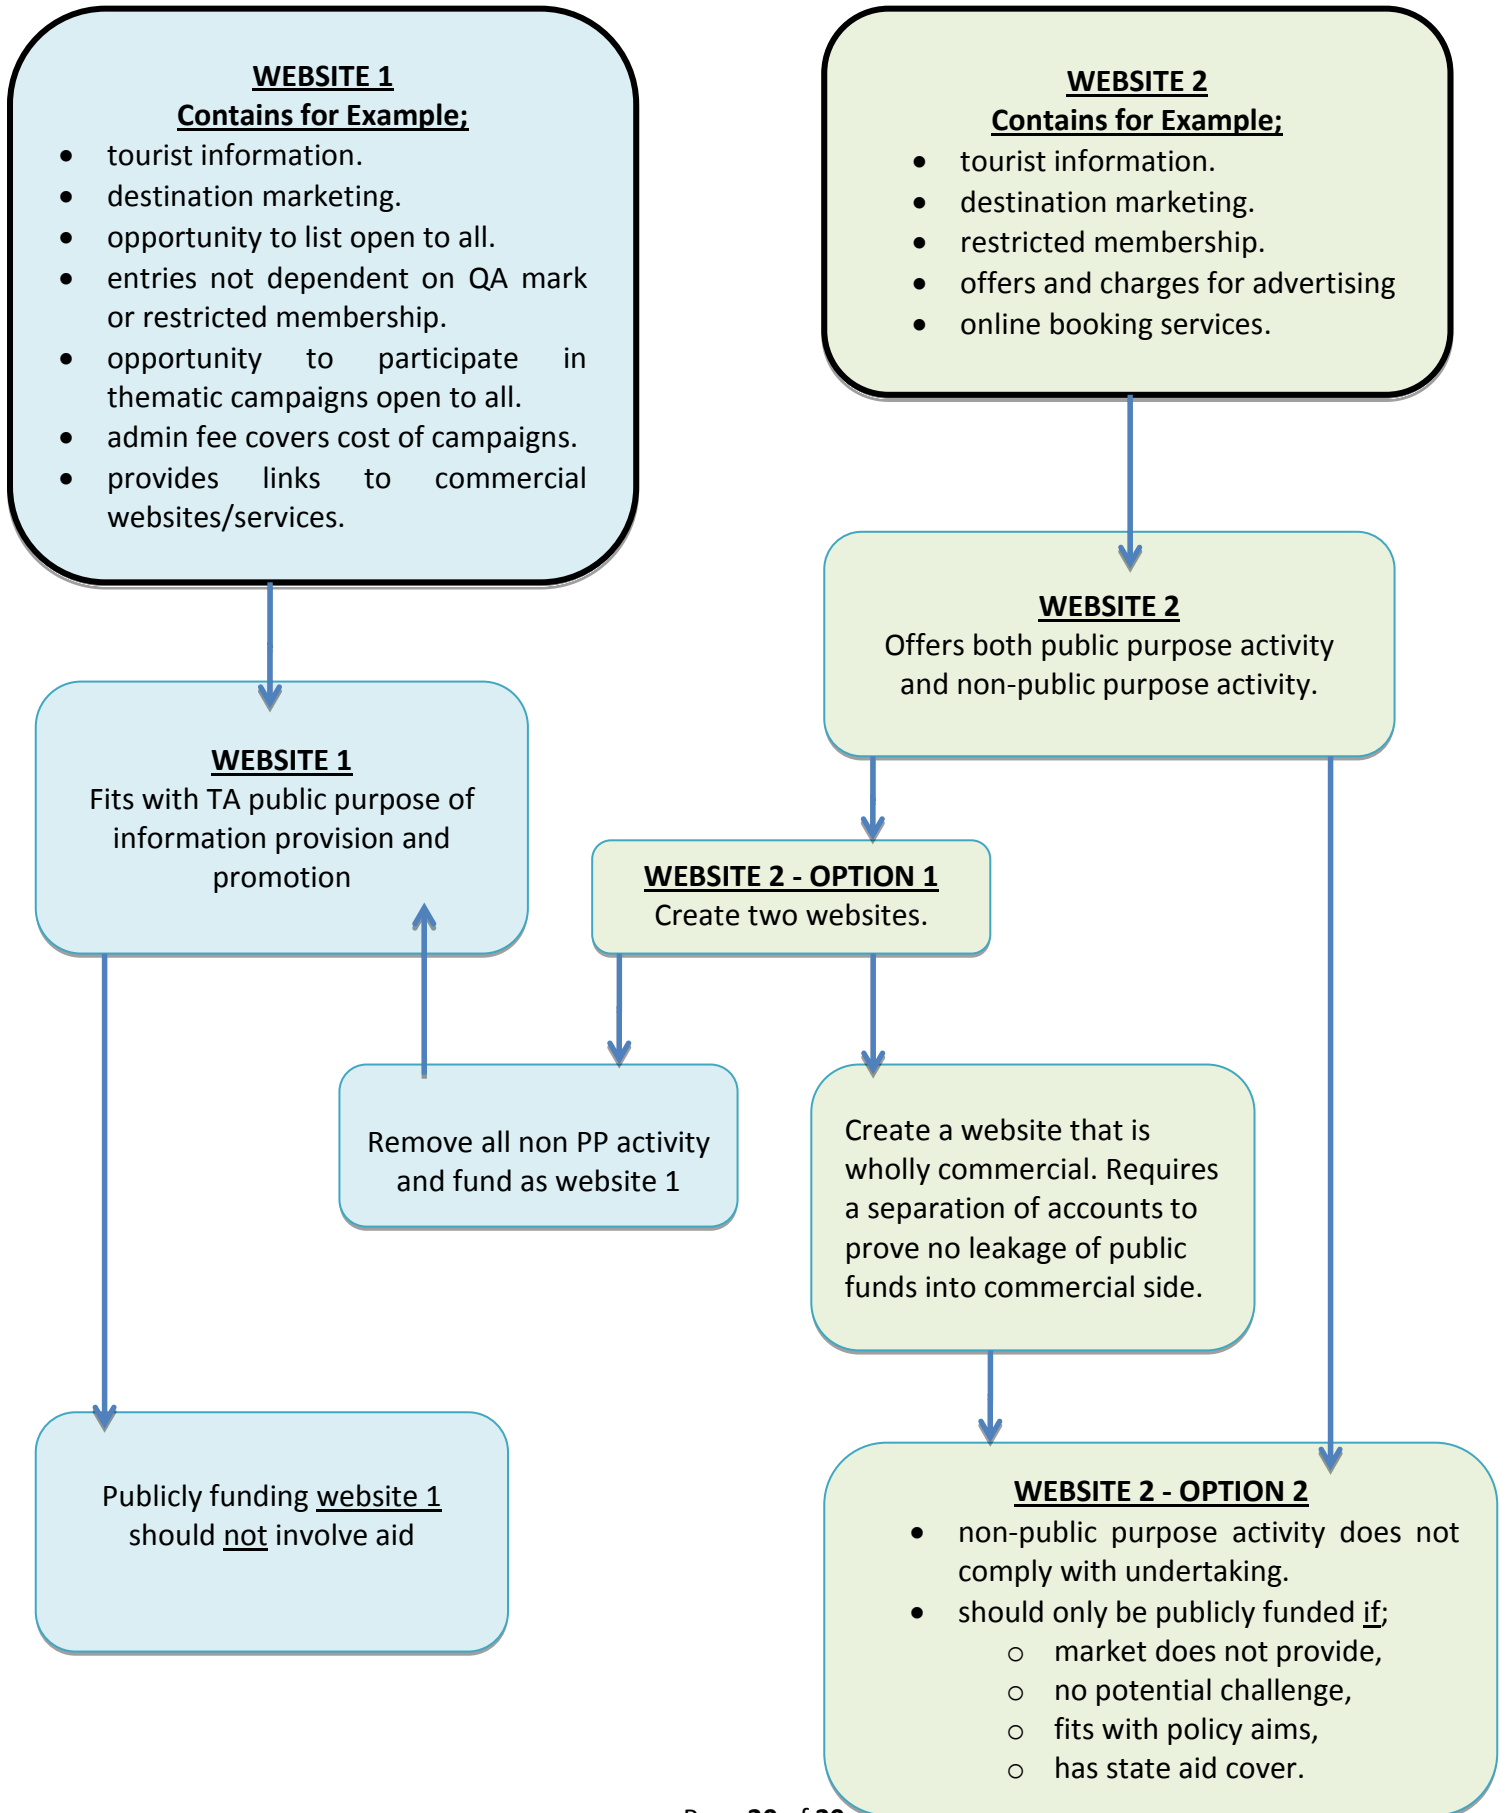 WEBSITE 1
Contains for Example;
• tourist information.
• destination marketing.
• opportunity to list open to all.
• entries not dependent on QA mark
or restricted membership.
• opportunity to participate in
thematic campaigns open to all.
• admin fee covers cost of campaigns.
• provides links to commercial
websites/services.
WEBSITE 2
Contains for Example;
• tourist information.
• destination marketing.
• restricted membership.
• offers and charges for advertising
• online booking services.
WEBSITE 2
Offers both public purpose activity
and non-public purpose activity.
WEBSITE 1
Fits with TA public purpose of
information provision and
promotion
WEBSITE 2 - OPTION 1
Create two websites.
Remove all non PP activity
and fund as website 1
Create a website that is
wholly commercial. Requires
a separation of accounts to
prove no leakage of public
funds into commercial side.
Publicly funding website 1
should not involve aid
WEBSITE 2 - OPTION 2
• non-public purpose activity does not
comply with undertaking.
• should only be publicly funded if;
o market does not provide,
o no potential challenge,
o fits with policy aims,
o has state aid cover.